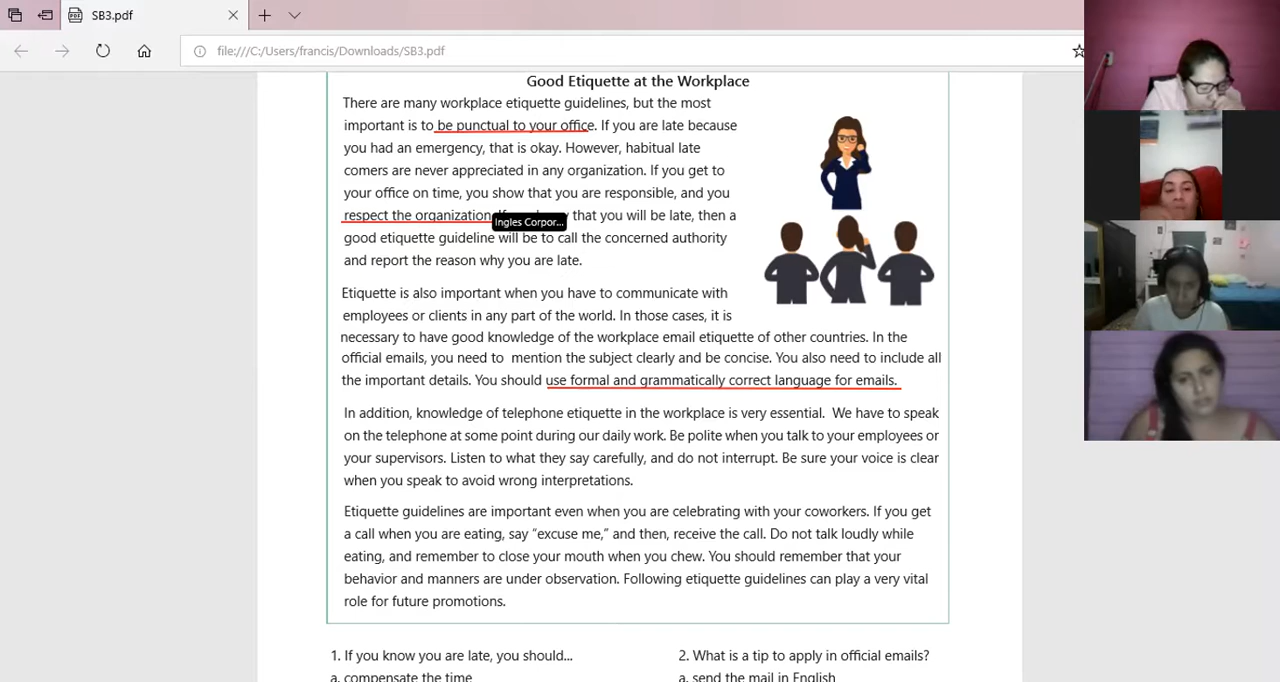 SB3.pdf
file:///C:/Users/francis/Downloads/SB3.pdf
Good Etiquette at the Workplace
There are many workplace etiquette guidelines, but the most
important is to be punctual to your office. If you are late because
you had an emergency, that is okay. However, habitual late
comers are never appreciated in any organization. If you get to
your office on time, you show that you are responsible, and you
respect the organization. that you will be late, then a
Ingles Corpor...
good etiquette guideline will be to call the concerned authority
and report the reason why you are late.
Etiquette is also important when you have to communicate with
employees or clients in any part of the world. In those cases, it is
necessary to have good knowledge of the workplace email etiquette of other countries. In the
official emails, you need to mention the subject clearly and be concise. You also need to include all
the important details. You should use formal and grammatically correct language for emails.
In addition, knowledge of telephone etiquette in the workplace is very essential. We have to speak
on the telephone at some point during our daily work. Be polite when you talk to your employees or
your supervisors. Listen to what they say carefully, and do not interrupt. Be sure your voice is clear
when you speak to avoid wrong interpretations.
Etiquette guidelines are important even when you are celebrating with your coworkers. If you get
a call when you are eating, say “excuse me,” and then, receive the call. Do not talk loudly while
eating, and remember to close your mouth when you chew. You should remember that your
behavior and manners are under observation. Following etiquette guidelines can play a very vital
role for future promotions.
1. If you know you are late, you should...
a. compensate the time
2. What is a tip to apply in official emails?
a. send the mail in English